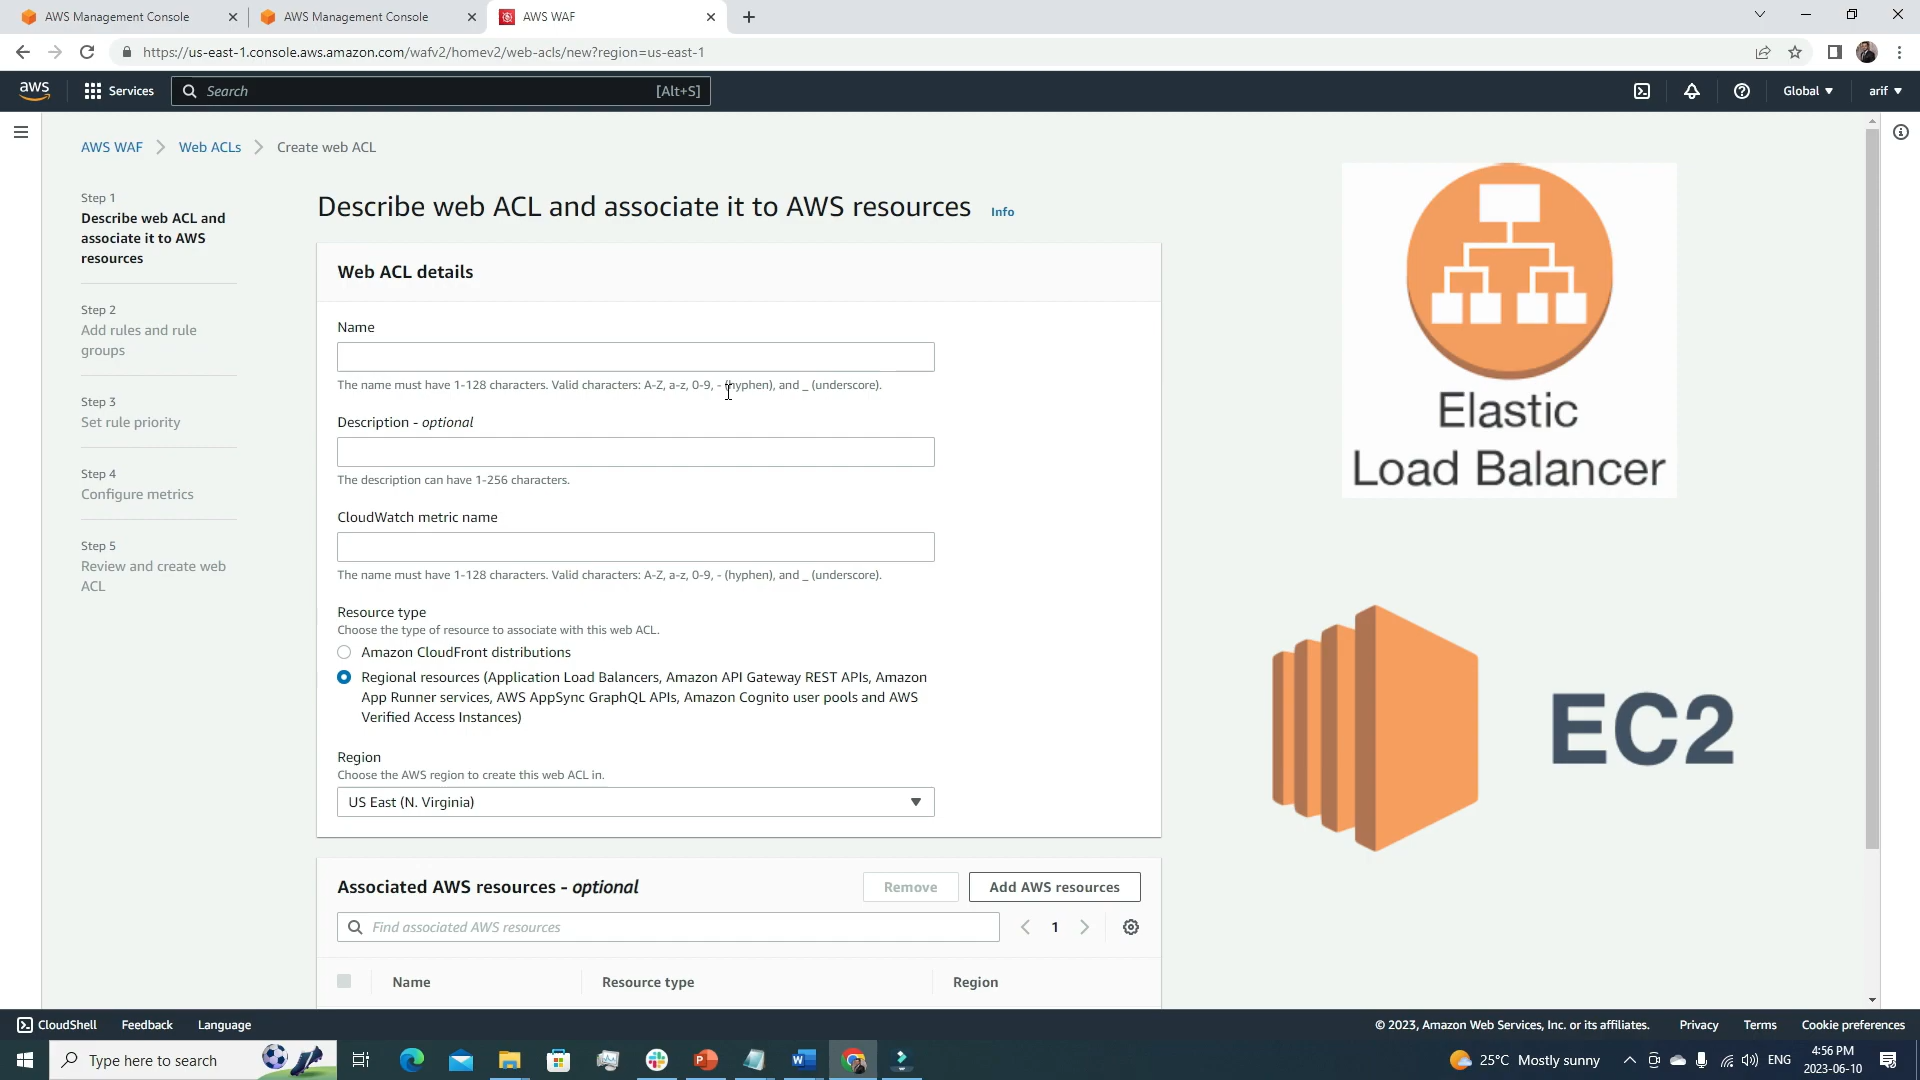 AWS Management Console
AWS Management Console
AWS WAF
https://us-east-1.console.aws.amazon.com/wafv2/homev2/web-acls/new?region=us-east-1
aws
Services
Search
[Alt+S]
Global
arif
AWS WAF
Web ACLs
Create web ACL
Step 1
Describe web ACL and
associate it to AWS
resources
Step 2
Add rules and rule
groups
Step 3
Set rule priority
Step 4
Configure metrics
Step 5
Review and create web
ACL
Describe web ACL and associate it to AWS resources Info
Web ACL details
Name
The name must have 1-128 characters. Valid characters: A-Z, a-z, 0-9, - (hyphen), and _ (underscore).
Description - optional
The description can have 1-256 characters.
CloudWatch metric name
The name must have 1-128 characters. Valid characters: A-Z, a-z, 0-9, - (hyphen), and _ (underscore).
Resource type
Choose the type of resource to associate with this web ACL.
Amazon CloudFront distributions
Regional resources (Application Load Balancers, Amazon API Gateway REST APIs, Amazon
App Runner services, AWS AppSync GraphQL APIs, Amazon Cognito user pools and AWS
Verified Access Instances)
Region
Choose the AWS region to create this web ACL in.
US East (N. Virginia)
Associated AWS resources - optional
Remove
Add AWS resources
Find associated AWS resources
1
Name
Resource type
Region
Elastic
Load Balancer
EC2
CloudShell
Feedback
Language
© 2023, Amazon Web Services, Inc. or its affiliates.
Privacy
Terms
Cookie preferences
Type here to search
25°C Mostly sunny
ENG
4:56 PM
2023-06-10